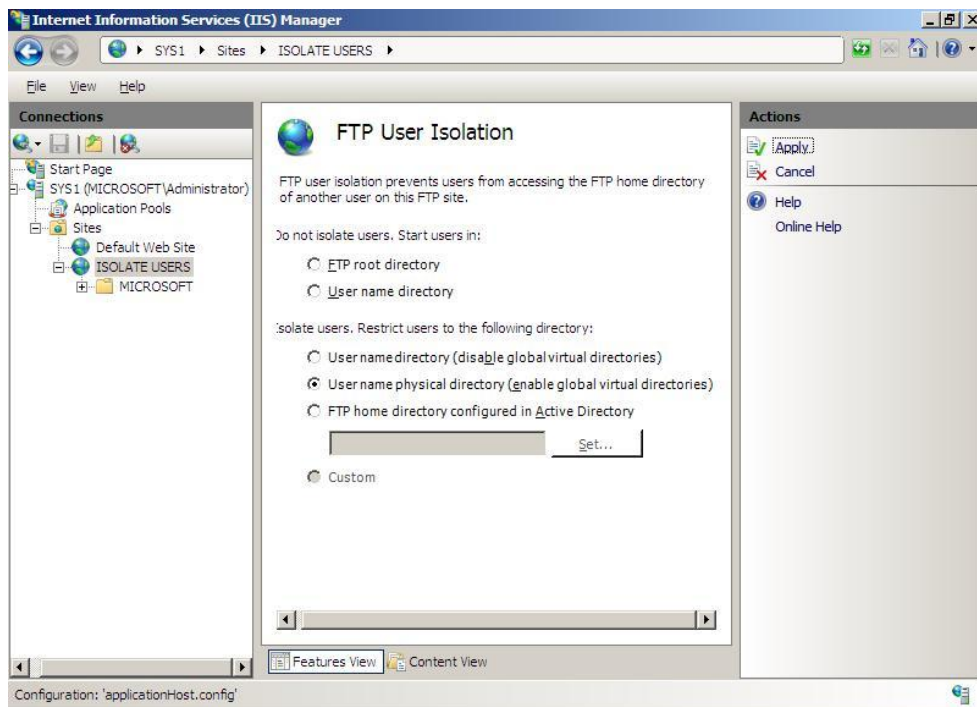 Internet Information Services (IIS) Manager
SYS1 Sites ISOLATE USERS
File View Help
Connections
Start Page
SYS1 (MICROSOFT\Administrator)
Application Pools
Sites
Default Web Site
ISOLATE USERS
MICROSOFT
FTP User Isolation
FTP user isolation prevents users from accessing the FTP home directory
of another user on this FTP site.
Do not isolate users. Start users in:
FTP root directory
User name directory
Isolate users. Restrict users to the following directory:
User name directory (disable global virtual directories)
User name physical directory (enable global virtual directories)
FTP home directory configured in Active Directory
Set...
Custom
Features View Content View
Actions
Apply
Cancel
Help
Online Help
Configuration: 'applicationHost.config'